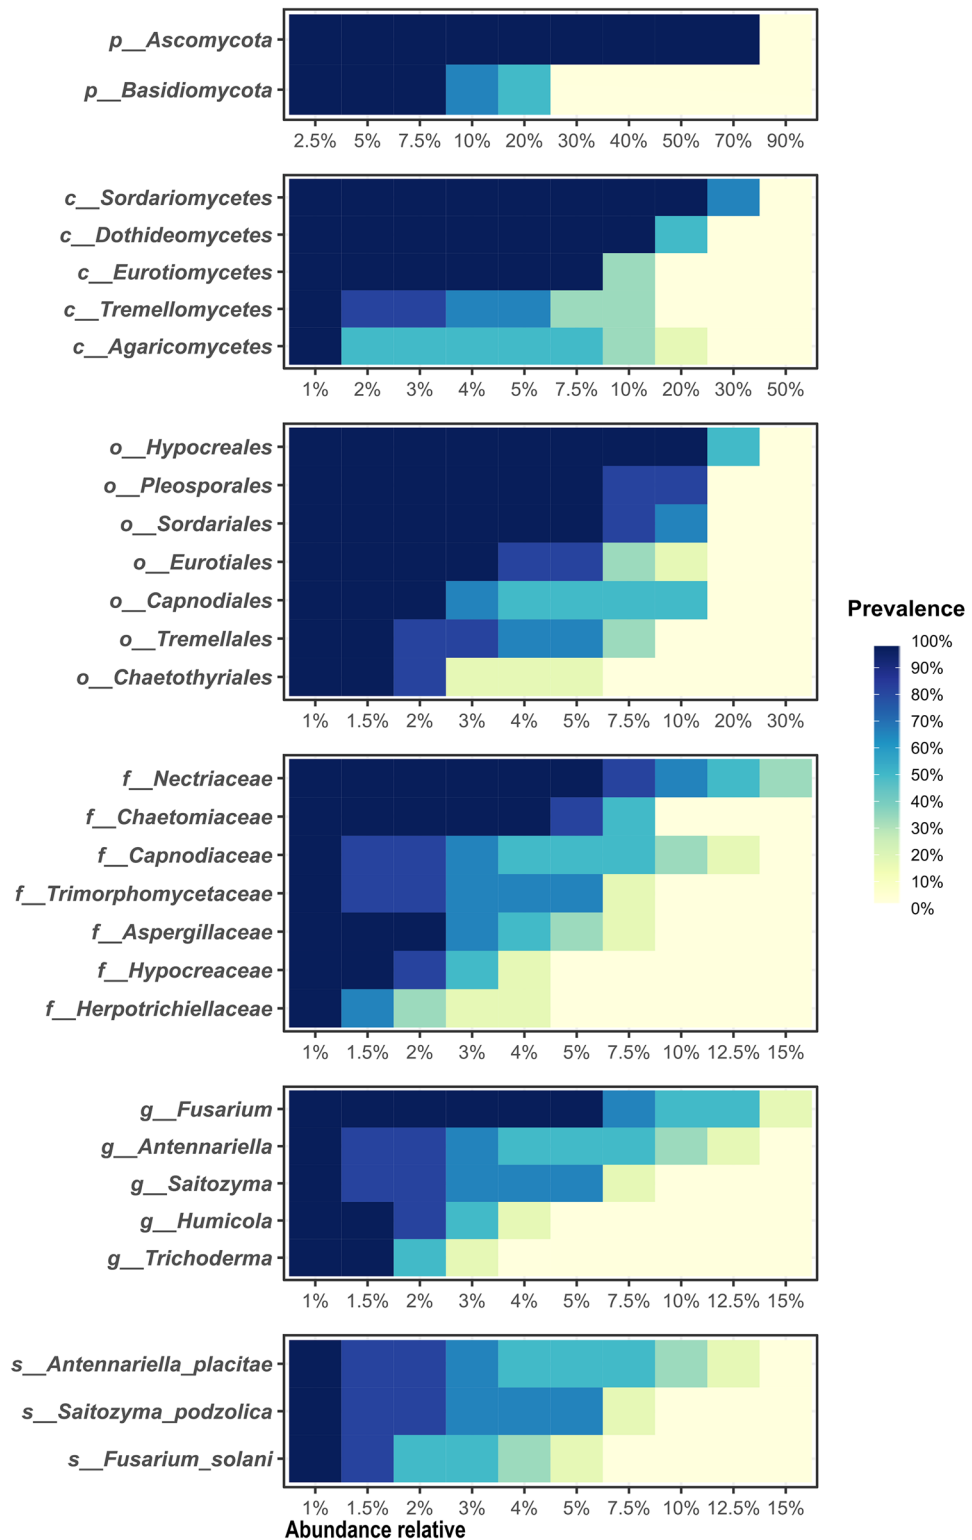 p__Ascomycota
p__Basidiomycota
2.5% 5% 7.5% 10% 20% 30% 40% 50% 70% 90%
c__Sordariomycetes
c__Dothideomycetes
c__Eurotiomycetes
c__Tremellomycetes
c__Agaricomycetes
1% 2% 3% 4% 5% 7.5% 10% 20% 30% 50%
o__Hypocreales
o__Pleosporales
o__Sordariales
o__Eurotiales
o__Capnodiales
o__Tremellales
o__Chaetothyriales
1% 1.5% 2% 3% 4% 5% 7.5% 10% 20% 30%
f__Nectriaceae
f__Chaetomiaceae
f__Capnodiaceae
f__Trimorphomycetaceae
f__Aspergillaceae
f__Hypocreaceae
f__Herpotrichiellaceae
1% 1.5% 2% 3% 4% 5% 7.5% 10% 12.5% 15%
g__Fusarium
g__Antennariella
g__Saitozyma
g__Humicola
g__Trichoderma
1% 1.5% 2% 3% 4% 5% 7.5% 10% 12.5% 15%
s__Antennariella_placitae
s__Saitozyma_podzolica
s__Fusarium_solani
1% 1.5% 2% 3% 4% 5% 7.5% 10% 12.5% 15%
Abundance relative
Prevalence
100%
90%
80%
70%
60%
50%
40%
30%
20%
10%
0%